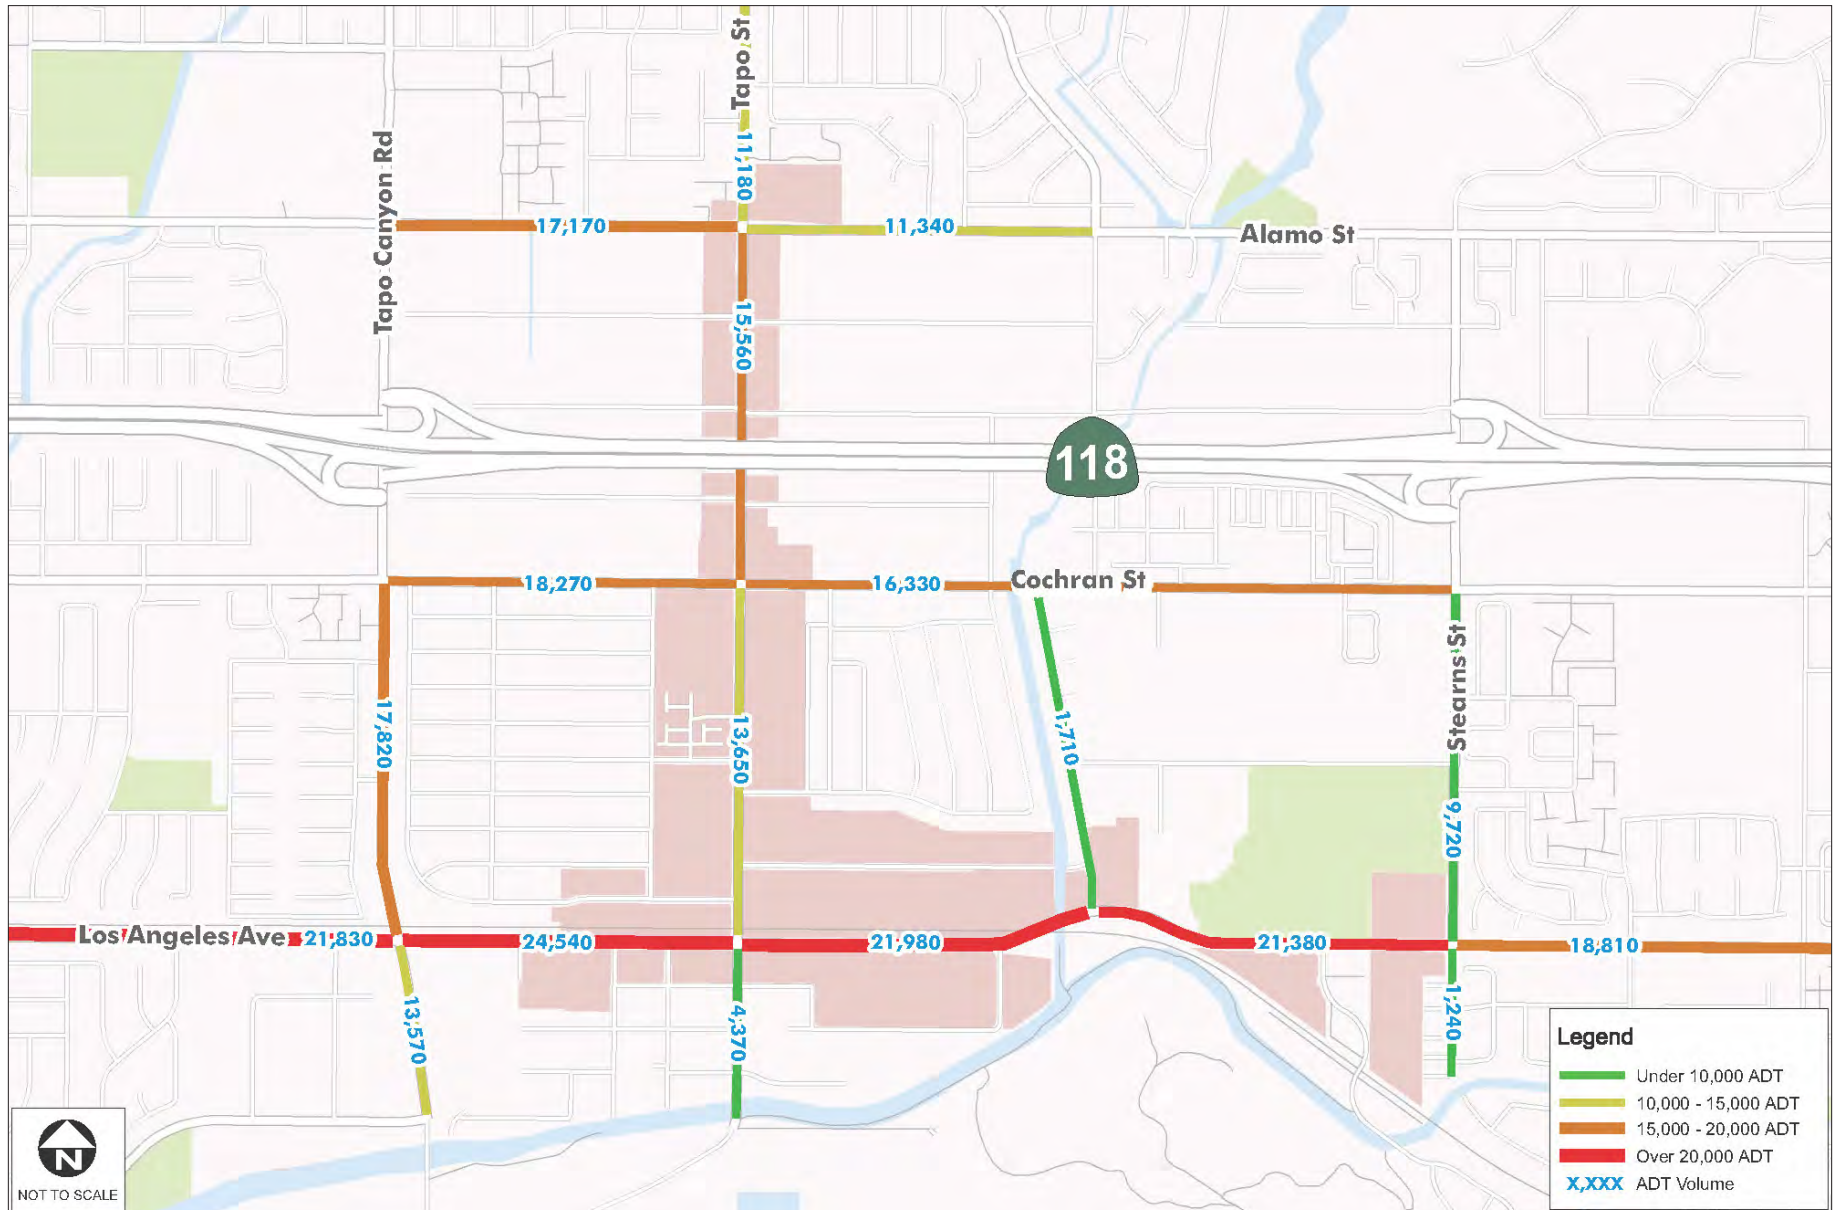 Tapo St
Tapo Canyon Rd
11,180
17,170
11,340
Alamo St
15,560
118
18,270
16,330
Cochran St
Stearns St
17,820
13,650
1,710
9,720
Los Angeles Ave
21,830
24,540
21,980
21,380
18,810
13,570
4,370
1,240
Legend
Under 10,000 ADT
10,000 - 15,000 ADT
15,000 - 20,000 ADT
Over 20,000 ADT
X,XXX ADT Volume
N
NOT TO SCALE